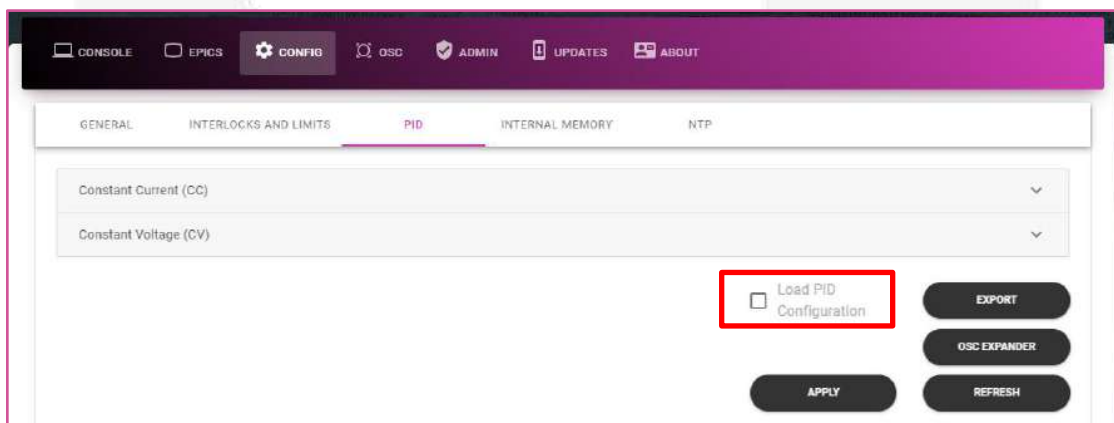 CONSOLE EPICS CONFIG OSC ADMIN UPDATES ABOUT
GENERAL INTERLOCKS AND LIMITS PID INTERNAL MEMORY NTP
Constant Current (CC)
Constant Voltage (CV)
Load PID
Configuration
EXPORT
OSC EXPANDER
APPLY REFRESH